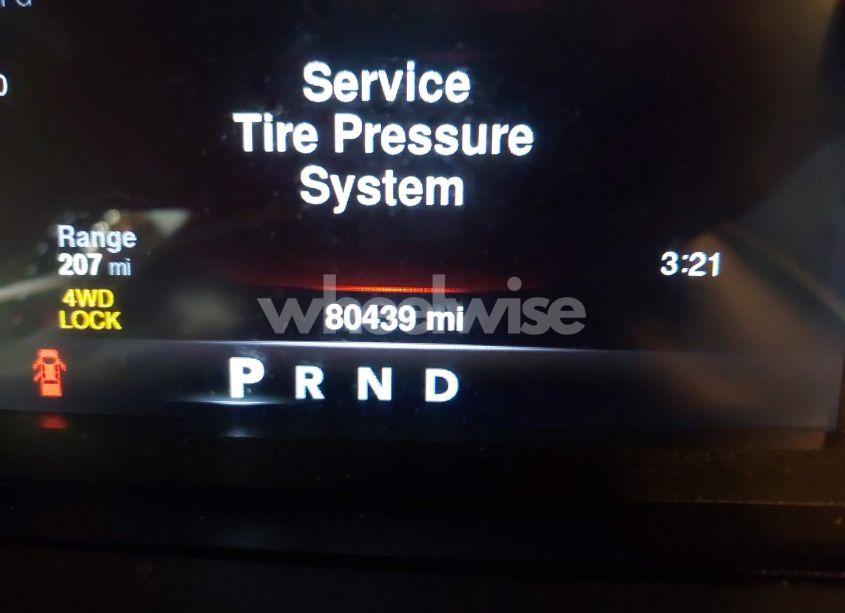 Service
Tire Pressure
System
Range
207 mi
3:21
4WD
LOCK
80439 mi
wheelwise
P R N D